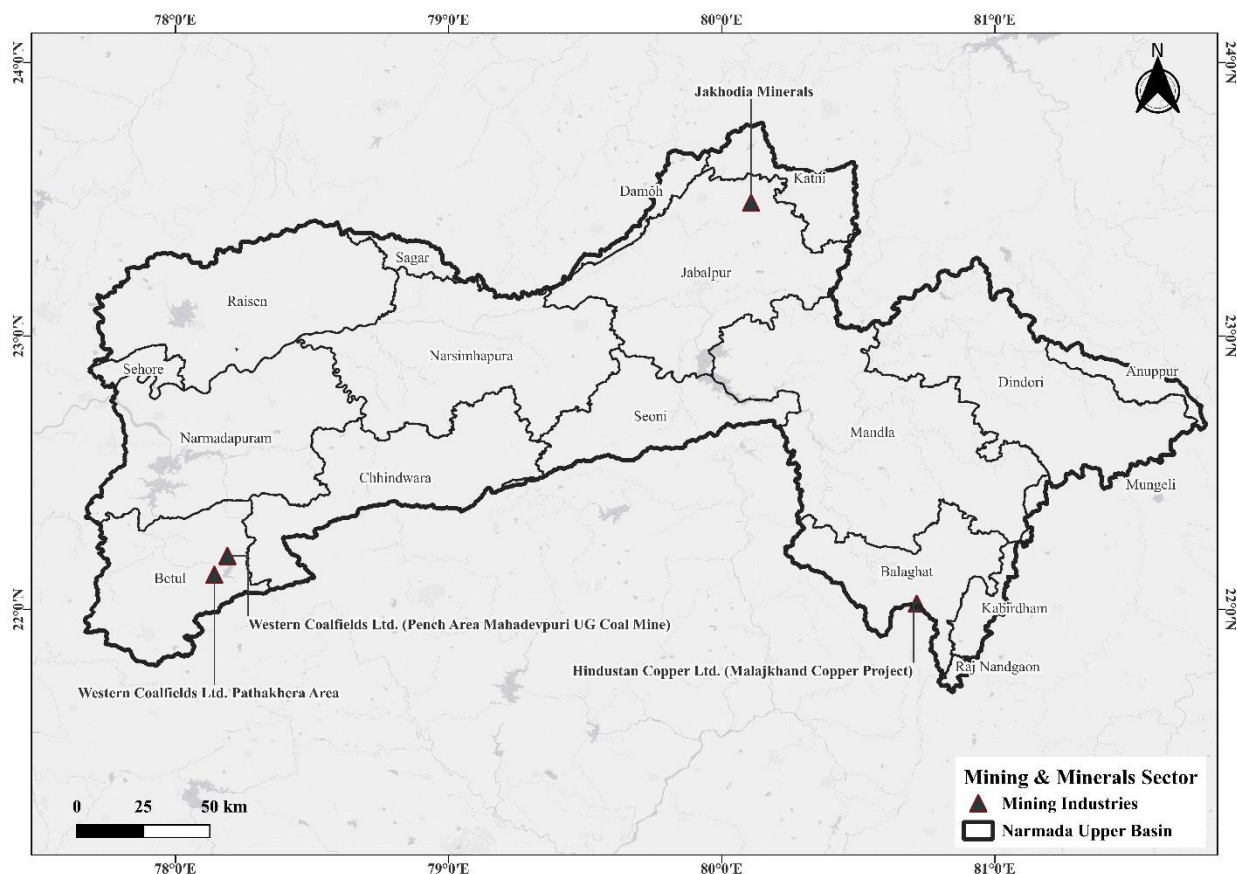 78°0'E 79°0'E 80°0'E 81°0'E
24°0'N 24°0'N
N
Jakhodia Minerals
Katni
Damoh
Sagar
Jabalpur
Raisen
23°0'N 23°0'N
Narsimhapura
Sehore
Anuppur
Dindori
Seoni
Narmadapuram
Mandla
Chhindwara
Mungeli
Betul
Balaghat
22°0'N 22°0'N
Kabirdham
Western Coalfields Ltd. (Pench Area Mahadevpuri UG Coal Mine)
Raj Nandgaon
Hindustan Copper Ltd. (Malajkhand Copper Project)
Western Coalfields Ltd. Pathakhera Area
Mining & Minerals Sector
Mining Industries
Narmada Upper Basin
0 25 50 km
78°0'E 79°0'E 80°0'E 81°0'E